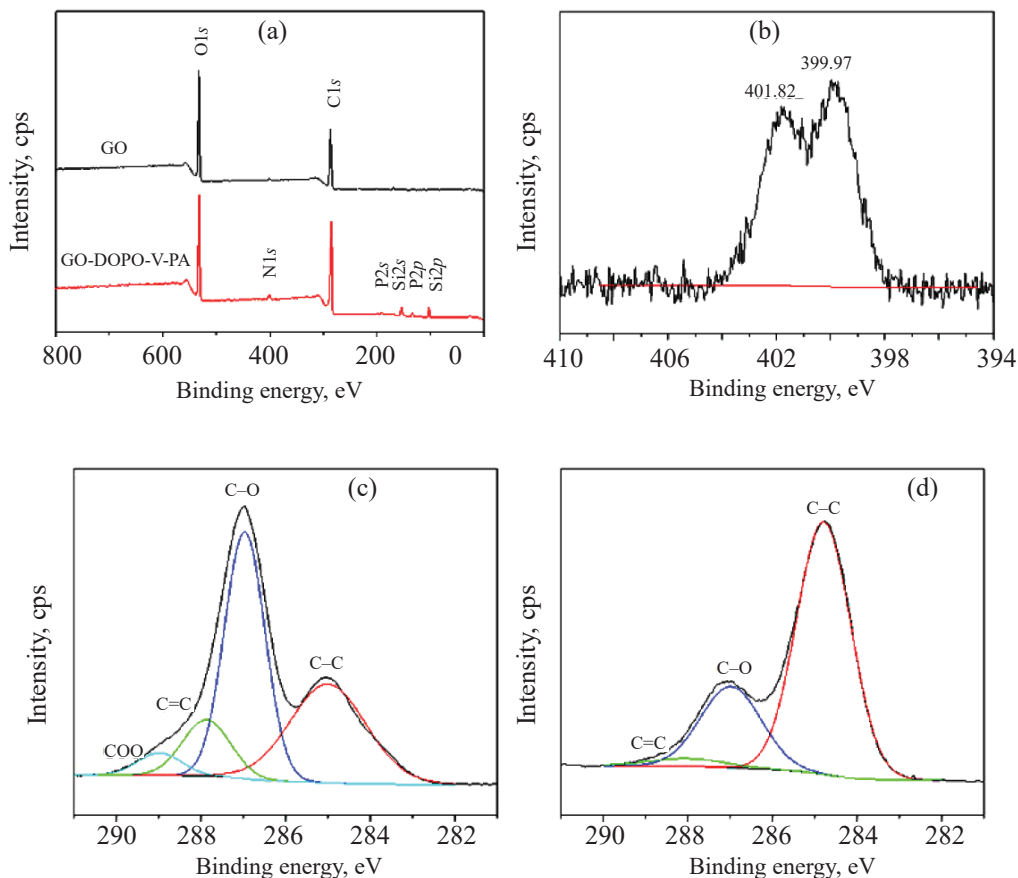 (a)
O1s
C1s
GO
GO-DOPO-V-PA
N1s
P2s
Si2s
P2p
Si2p
Intensity, cps
800
600
400
200
0
Binding energy, eV
(b)
399.97
401.82
Intensity, cps
410
406
402
398
394
Binding energy, eV
(c)
C–O
C–C
C=C
COO
Intensity, cps
290
288
286
284
282
Binding energy, eV
(d)
C–C
C–O
C=C
Intensity, cps
290
288
286
284
282
Binding energy, eV